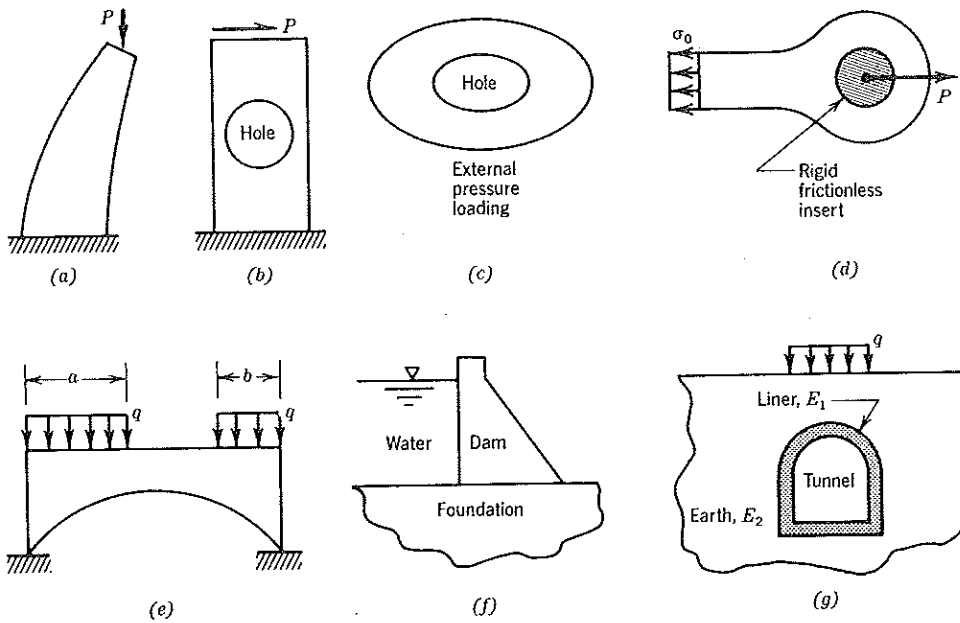 P
P
Hole
(a)
(b)
Hole
External
pressure
loading
(c)
σ₀
P
Rigid
frictionless
insert
(d)
a
b
q
q
(e)
Water
Dam
Foundation
(f)
q
Liner, E₁
Tunnel
Earth, E₂
(g)